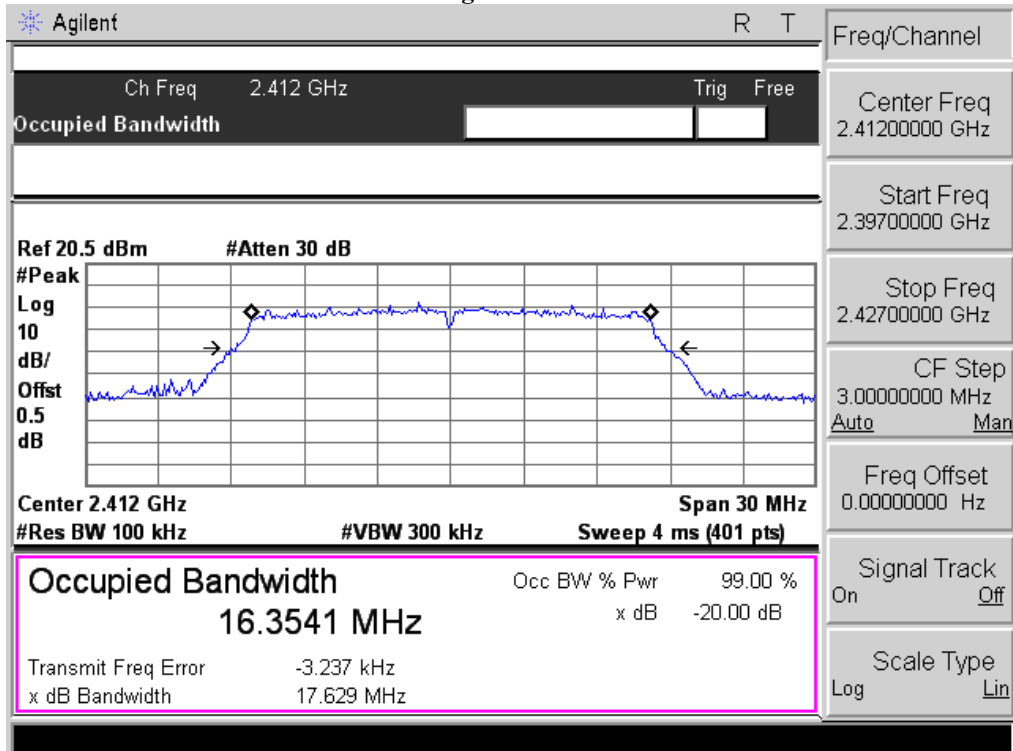 Agilent R T
Ch Freq 2.412 GHz Trig Free
Occupied Bandwidth
Ref 20.5 dBm #Atten 30 dB
#Peak
Log
10
dB/
Offst
0.5
dB
Center 2.412 GHz Span 30 MHz
#Res BW 100 kHz #VBW 300 kHz Sweep 4 ms (401 pts)
Occupied Bandwidth Occ BW % Pwr 99.00 %
16.3541 MHz x dB -20.00 dB
Transmit Freq Error -3.237 kHz
x dB Bandwidth 17.629 MHz
Freq/Channel
Center Freq
2.41200000 GHz
Start Freq
2.39700000 GHz
Stop Freq
2.42700000 GHz
CF Step
3.00000000 MHz
Auto Man
Freq Offset
0.00000000 Hz
Signal Track
On Off
Scale Type
Log Lin